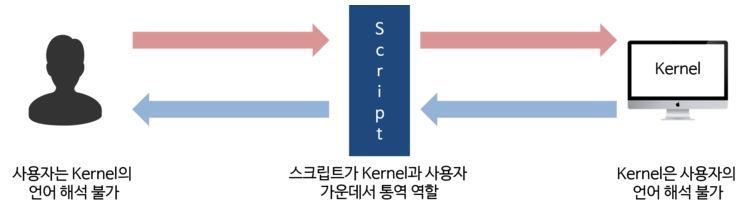 Script
Kernel
사용자는 Kernel의
언어 해석 불가
스크립트가 Kernel과 사용자
가운데서 통역 역할
Kernel은 사용자의
언어 해석 불가